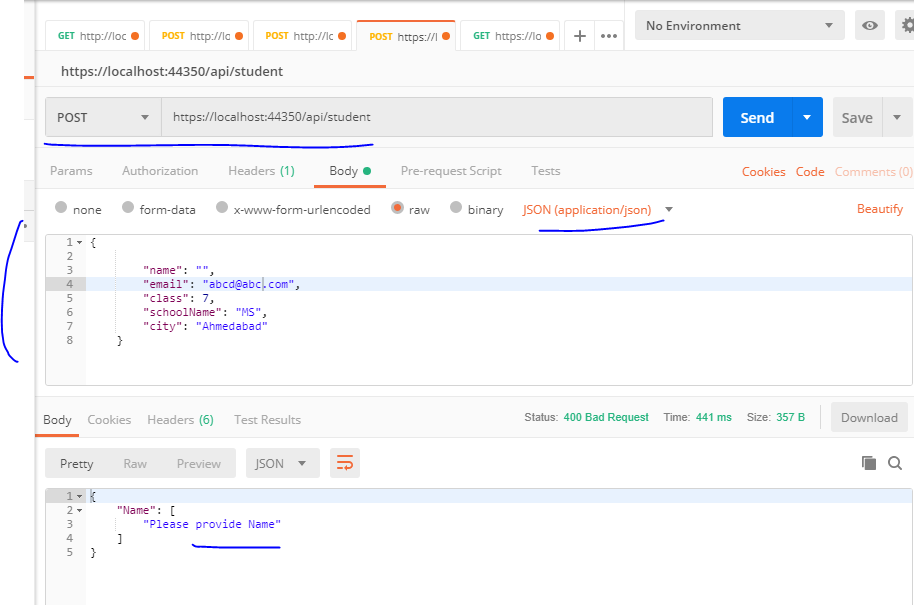 GET http://loc POST http://lo POST http://lc POST https://l GET https://lo + ••• No Environment
https://localhost:44350/api/student
POST https://localhost:44350/api/student Send Save
Params Authorization Headers (1) Body Pre-request Script Tests Cookies Code Comments (0)
none form-data x-www-form-urlencoded raw binary JSON (application/json) Beautify
1 {
2
3 "name": "",
4 "email": "abcd@abc.com",
5 "class": 7,
6 "schoolName": "MS",
7 "city": "Ahmedabad"
8 }
Body Cookies Headers (6) Test Results Status: 400 Bad Request Time: 441 ms Size: 357 B Download
Pretty Raw Preview JSON
1 {
2 "Name": [
3 "Please provide Name"
4 ]
5 }